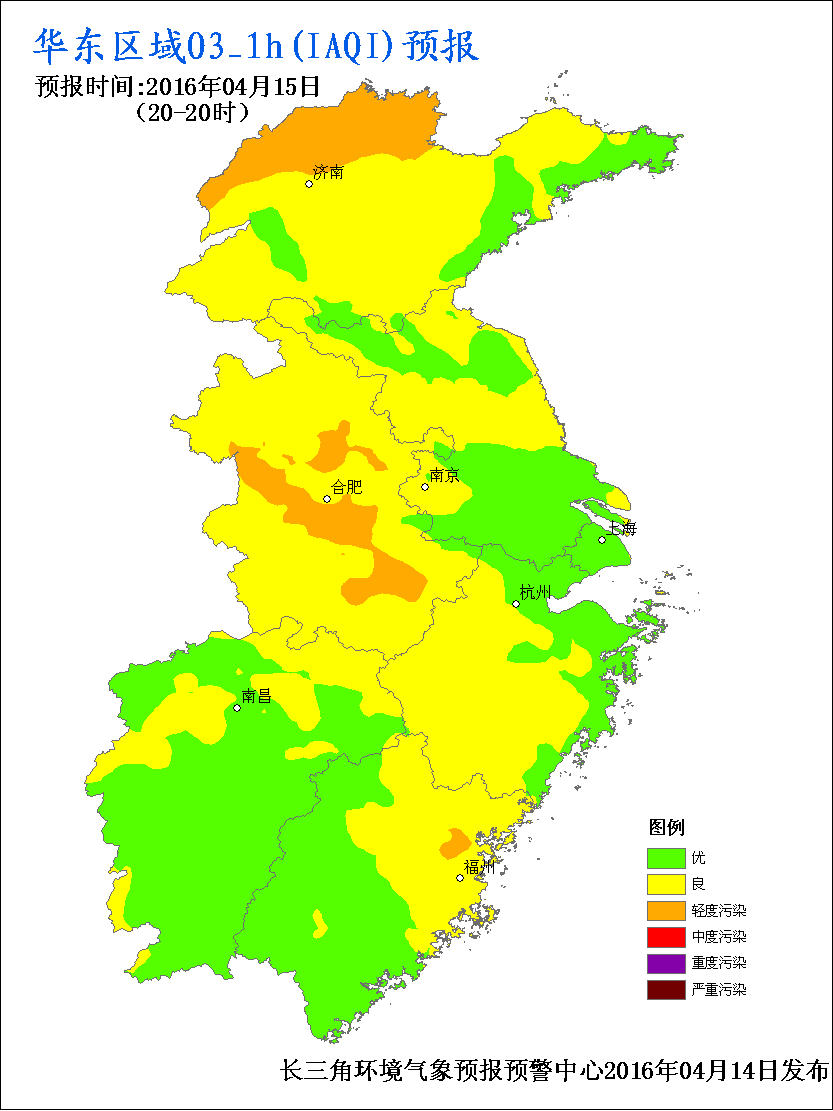 华东区域O3_1h(IAQI)预报
预报时间:2016年04月15日
（20-20时）
济南
合肥
南京
上海
杭州
南昌
福州
图例
优
良
轻度污染
中度污染
重度污染
严重污染
长三角环境气象预报预警中心2016年04月14日发布